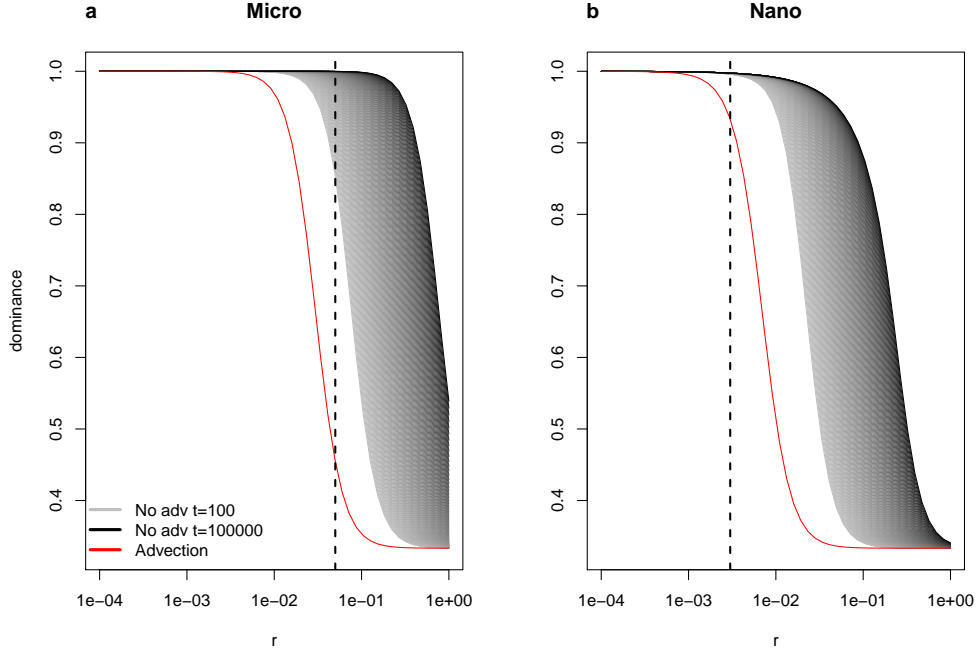 a Micro
b Nano
dominance
1.0
0.9
0.8
0.7
0.6
0.5
0.4
No adv t=100
No adv t=100000
Advection
1e−04 1e−03 1e−02 1e−01 1e+00
r
1.0
0.9
0.8
0.7
0.6
0.5
0.4
1e−04 1e−03 1e−02 1e−01 1e+00
r